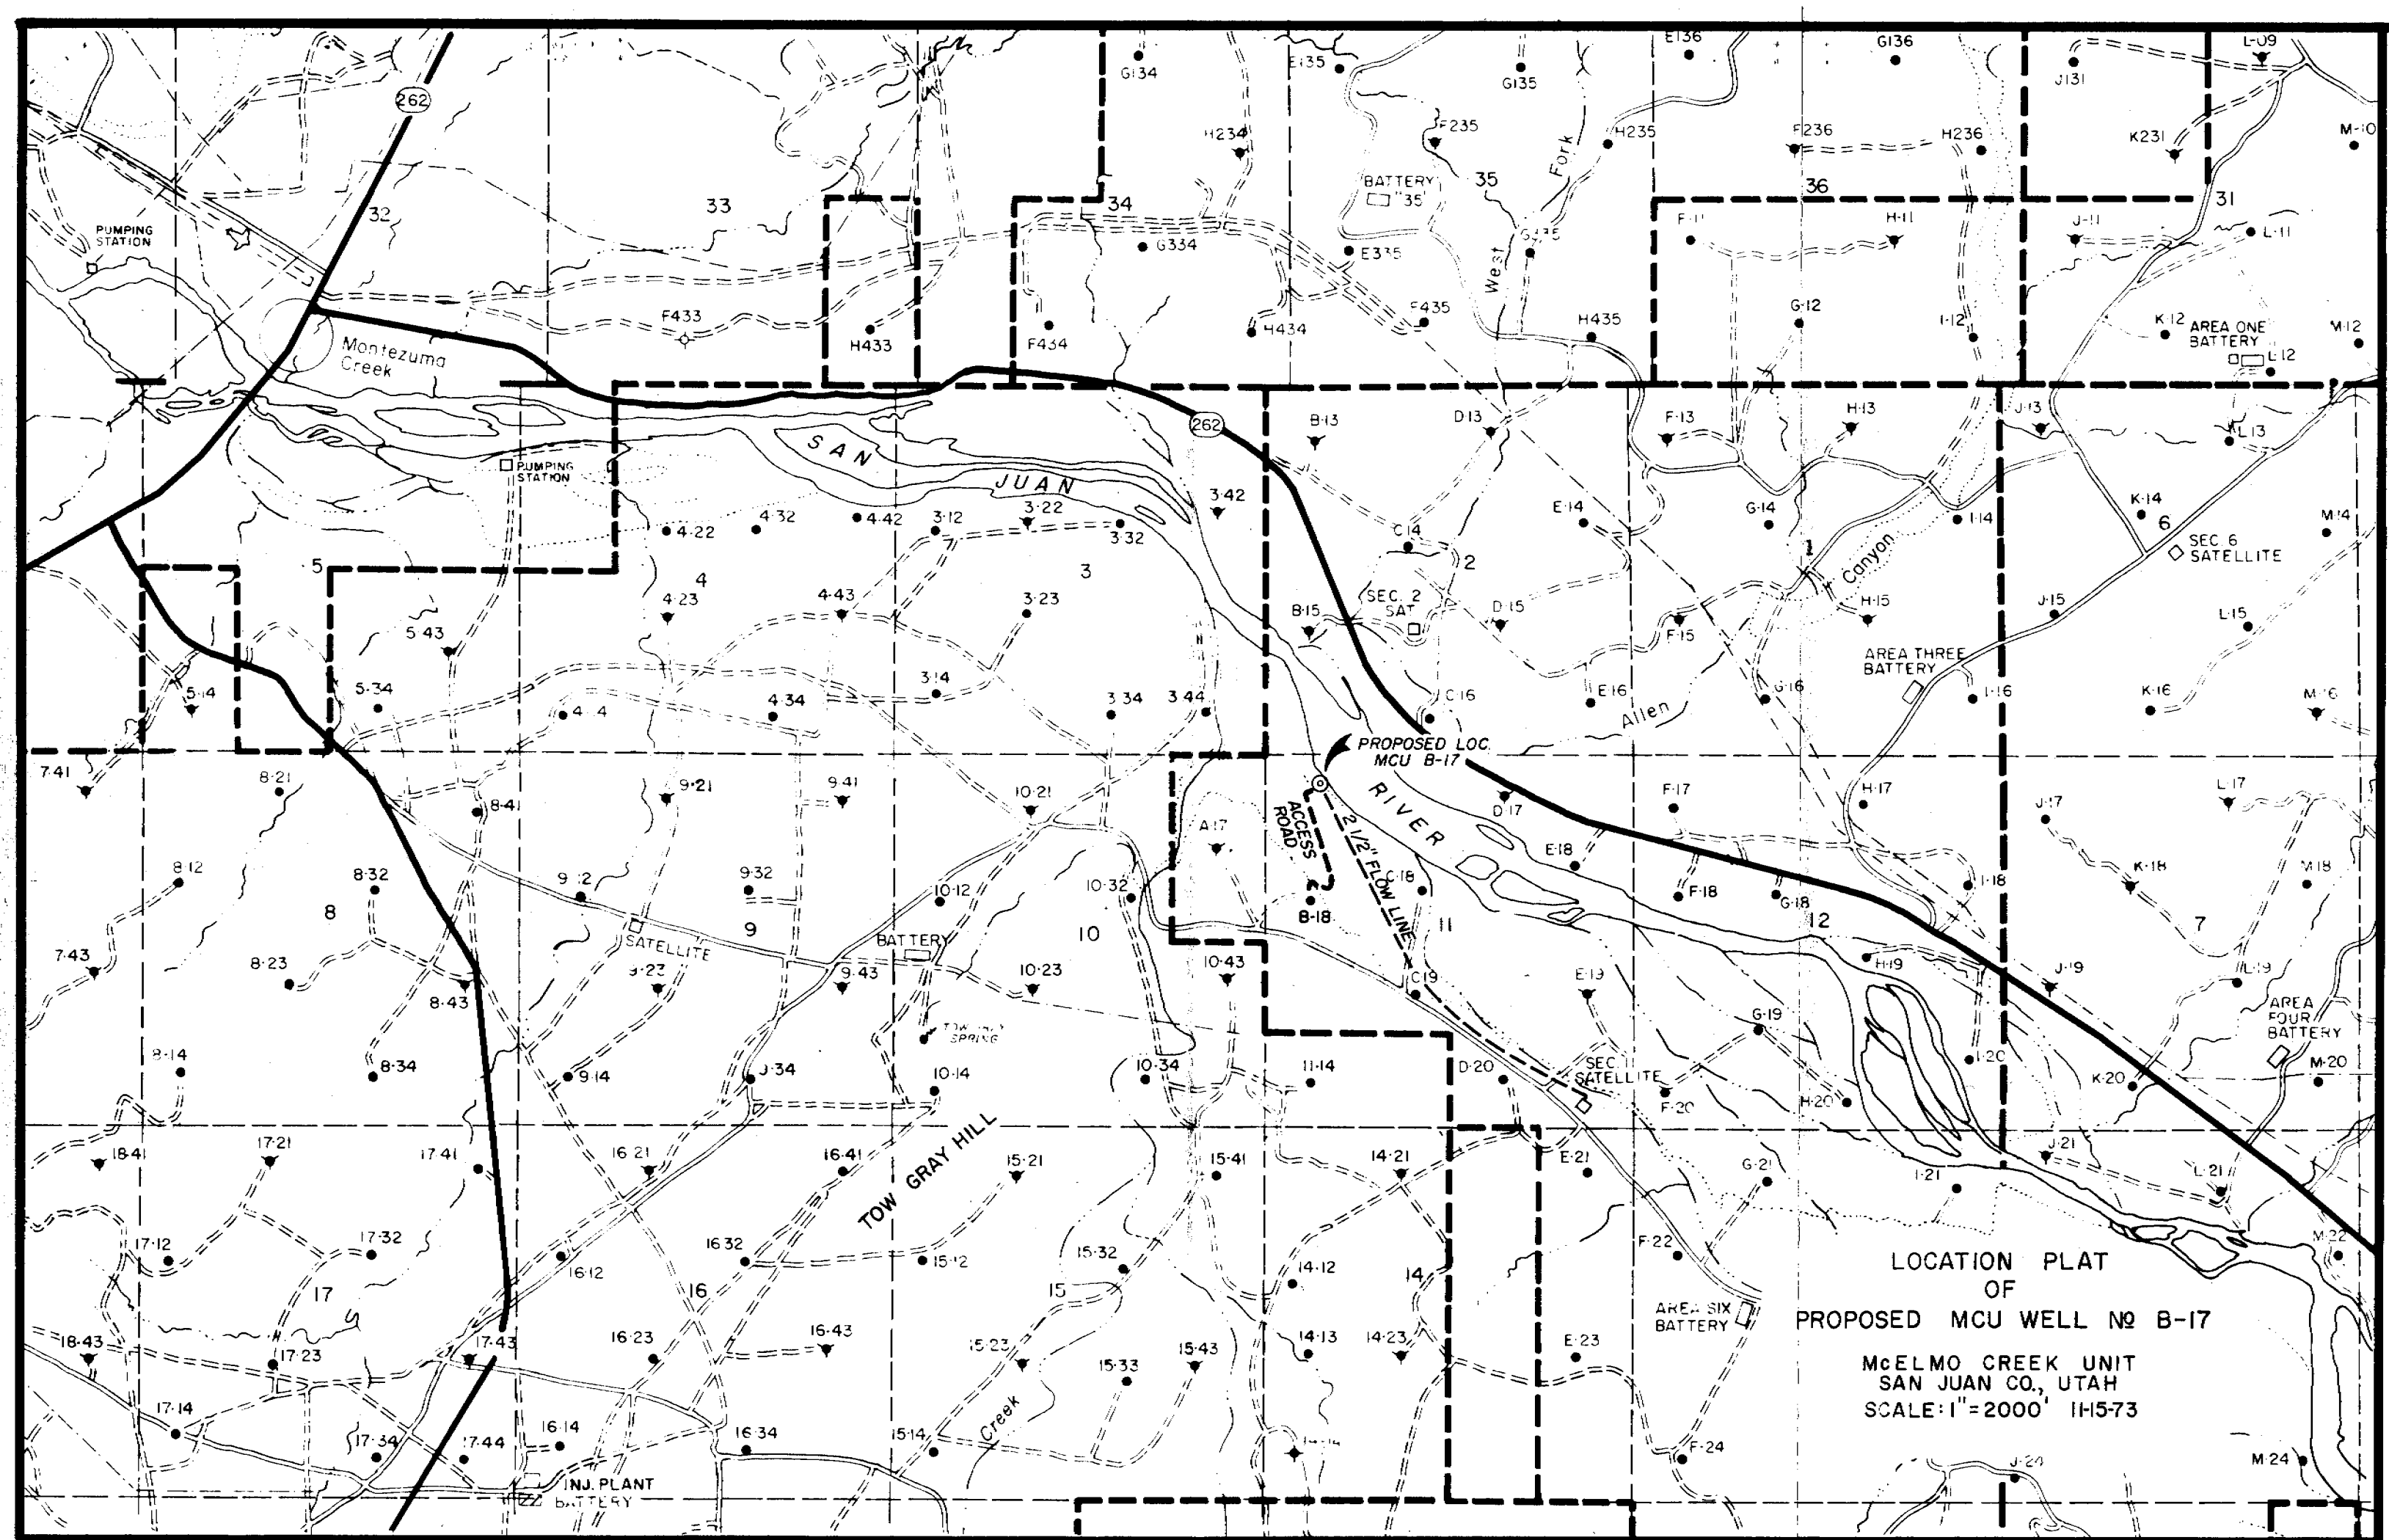 E136
G136
L-09
G134
E135
G135
J131
262
H234
F235
Fork
H235
F236
H236
K231
M-10
BATTERY
"35"
35
36
32
33
34
31
PUMPING
STATION
G334
E335
West
G435
F-11
H-11
J-11
L-11
F433
H433
F434
H434
F435
H435
G-12
I-12
K-12
AREA ONE
BATTERY
M-12
L-12
Montezuma
Creek
262
B-13
D-13
F-13
H-13
J-13
L-13
SAN
JUAN
PUMPING
STATION
4-22
4-32
4-42
3-12
3-22
3-32
3-42
C-14
E-14
G-14
I-14
K-14
M-14
5
4
3
2
1
6
SEC. 6
SATELLITE
Canyon
4-23
4-43
3-23
B-15
SEC. 2
SAT
D-15
F-15
H-15
J-15
L-15
5-43
AREA THREE
BATTERY
5-14
5-34
4-34
3-14
3-34
3-44
C-16
E-16
Allen
G-16
I-16
K-16
M-16
PROPOSED LOC.
MCU B-17
7-41
8-21
8-41
9-21
9-41
10-21
A-17
ACCESS
ROAD
2 1/2" FLOW LINE
RIVER
D-17
F-17
H-17
J-17
L-17
8-12
8-32
9-12
9-32
10-12
10-32
B-18
C-18
E-18
F-18
G-18
I-18
K-18
M-18
8
9
10
11
12
7
SATELLITE
BATTERY
7-43
8-23
8-43
9-23
9-43
10-23
10-43
C-19
E-19
G-19
H-19
J-19
L-19
AREA
FOUR
BATTERY
SPRING
8-14
8-34
9-14
9-34
10-14
10-34
11-14
D-20
SEC. 11
SATELLITE
F-20
H-20
I-20
K-20
M-20
18-41
17-21
17-41
16-21
16-41
TOW GRAY HILL
15-21
15-41
14-21
E-21
G-21
I-21
J-21
L-21
17-12
17-32
16-12
16-32
15-12
15-32
14-12
F-22
M-22
17
16
15
14
LOCATION PLAT
OF
PROPOSED MCU WELL № B-17
McELMO CREEK UNIT
SAN JUAN CO., UTAH
SCALE: 1" = 2000' 11-15-73
AREA SIX
BATTERY
18-43
17-23
17-43
16-23
16-43
15-23
15-33
15-43
14-13
14-23
E-23
17-14
17-34
17-44
16-14
16-34
15-14
Creek
14-14
F-24
J-24
M-24
INJ. PLANT
BATTERY